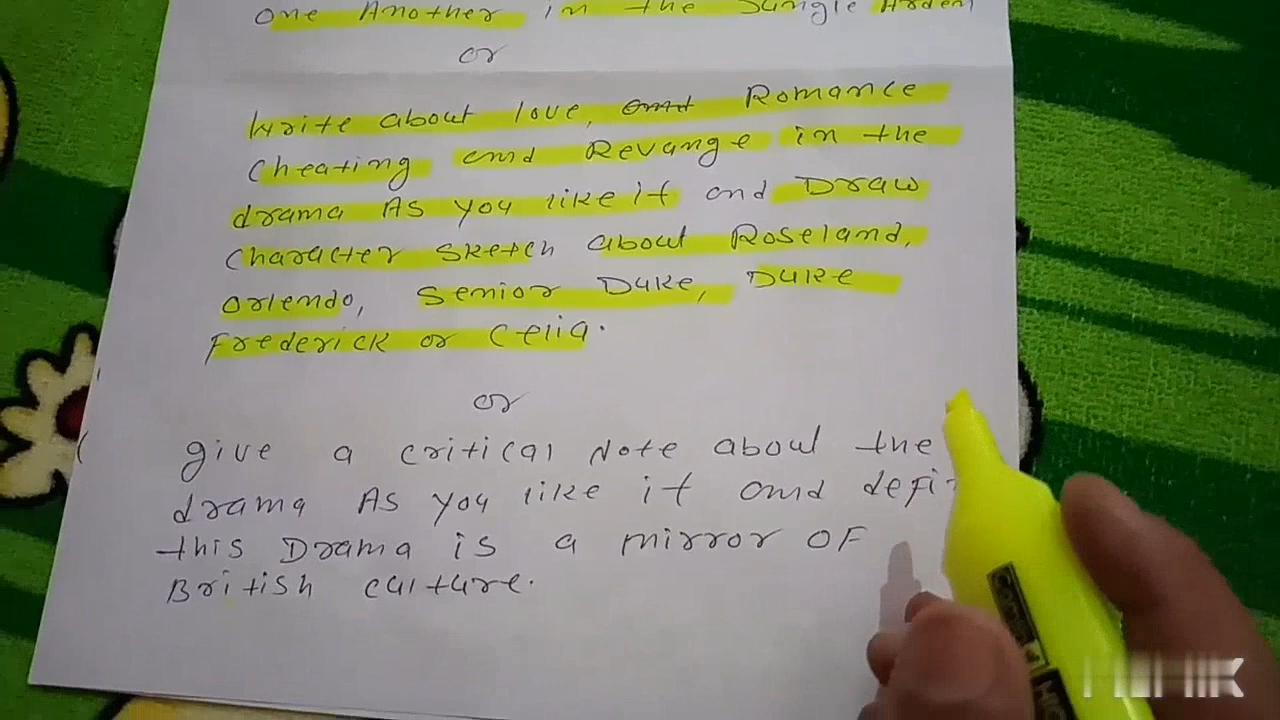 One Another in the Jungle Arden
or
Write about love, and Romance
Cheating and Revange in the
drama As you like it and Draw
Character Sketch about Roseland,
Orlendo, Senior Duke, Duke
Frederick or Celia.
or
give a critical Note about the
drama As you like it and defi
this Drama is a mirror OF
British culture.